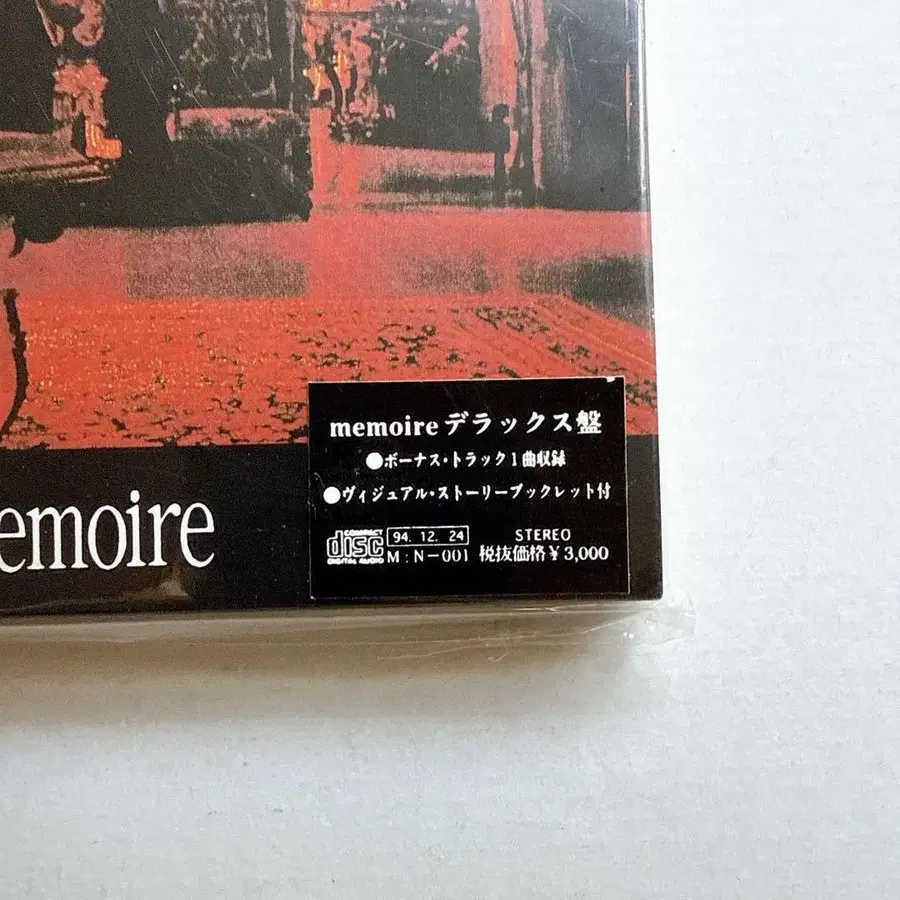 emoire
memoireデラックス盤
●ボーナス・トラック1曲収録
●ヴィジュアル・ストーリーブックレット付
COMPACT
disc
DIGITAL AUDIO
94. 12. 24
M:N-001
STEREO
税抜価格¥3,000